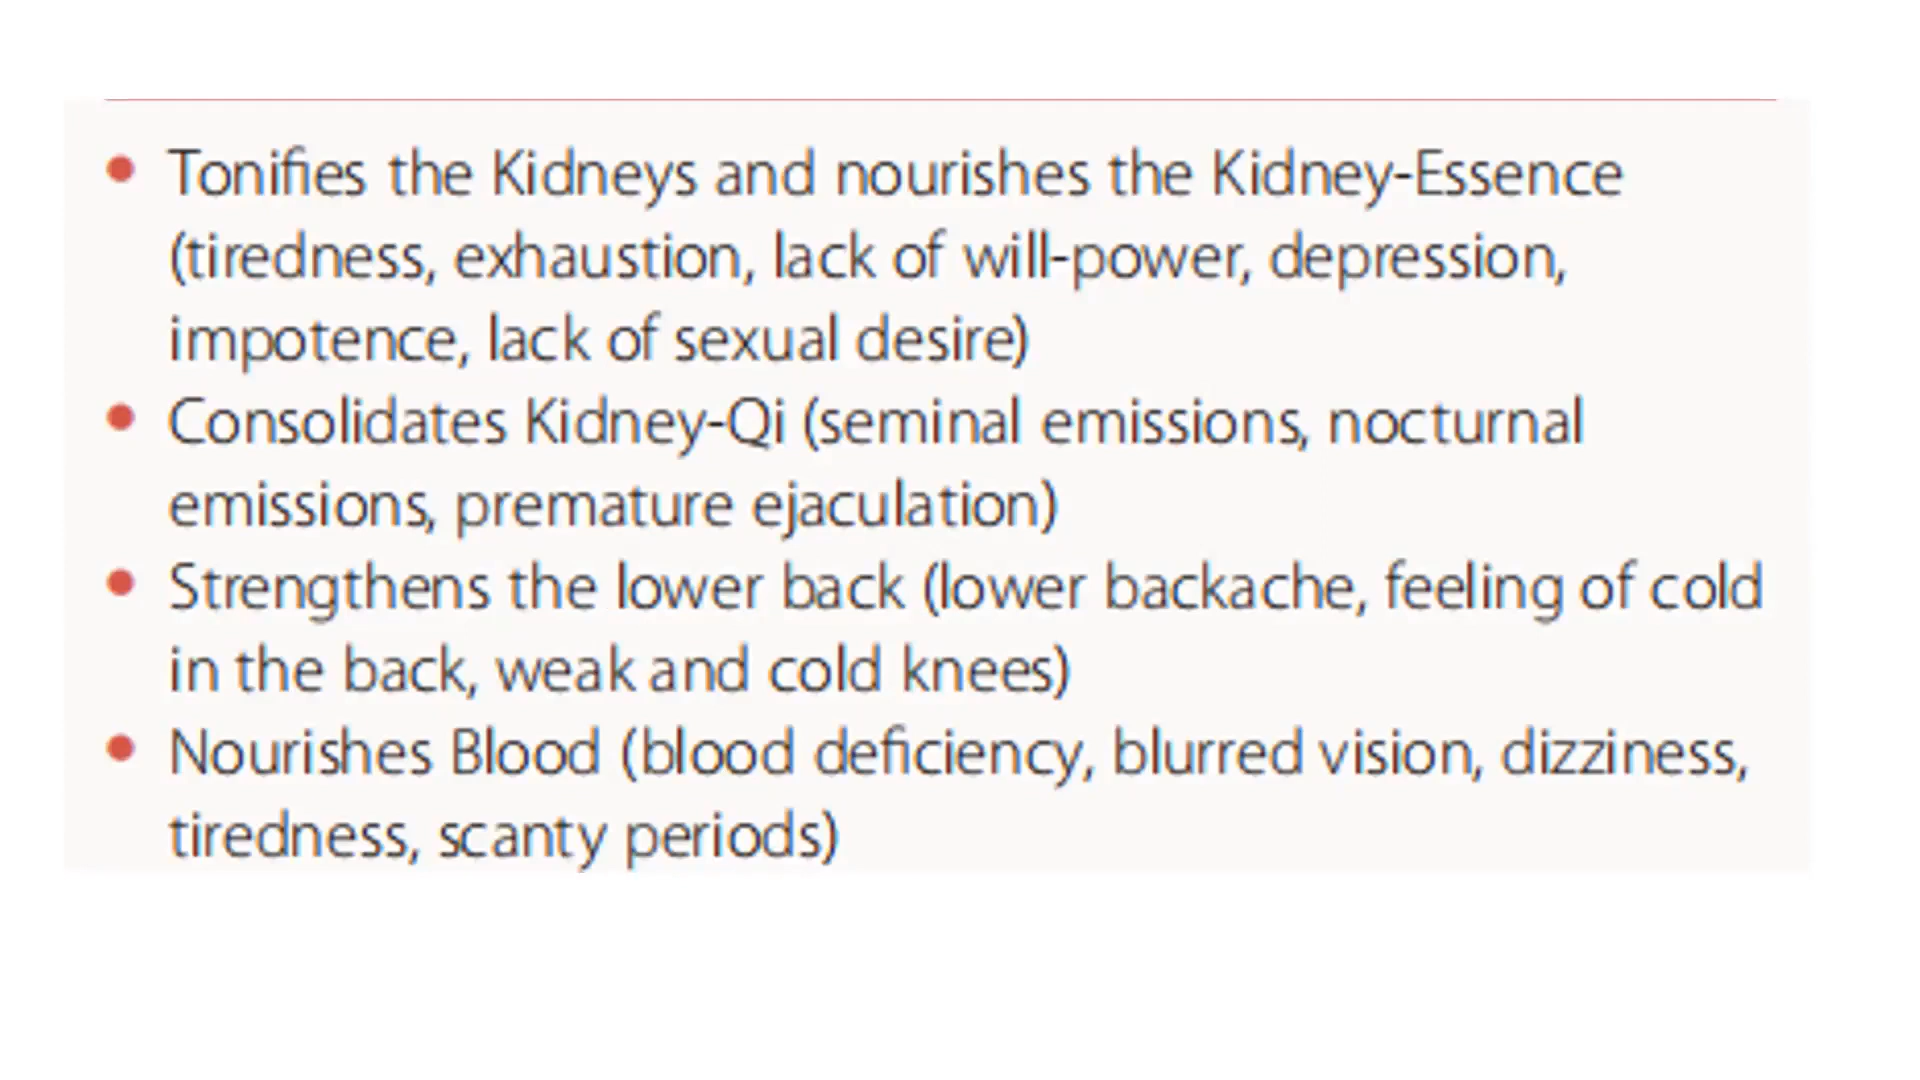 • Tonifies the Kidneys and nourishes the Kidney-Essence
(tiredness, exhaustion, lack of will-power, depression,
impotence, lack of sexual desire)
• Consolidates Kidney-Qi (seminal emissions, nocturnal
emissions, premature ejaculation)
• Strengthens the lower back (lower backache, feeling of cold
in the back, weak and cold knees)
• Nourishes Blood (blood deficiency, blurred vision, dizziness,
tiredness, scanty periods)